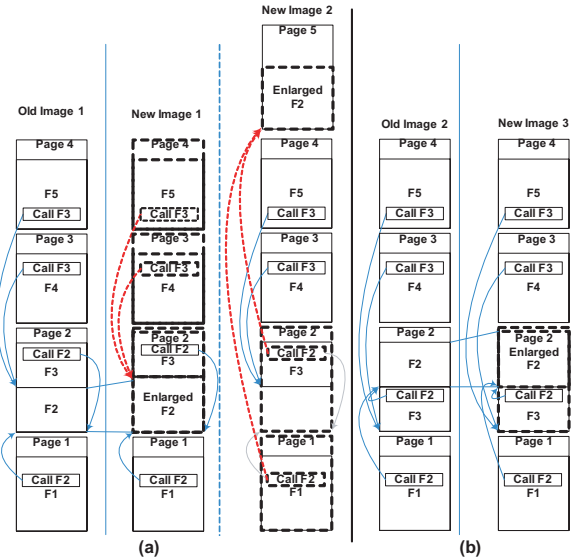 New Image 2
Page 5
Enlarged
F2
Old Image 1
Page 4
F5
Call F3
Page 3
Call F3
F4
Page 2
Call F2
F3
F2
Page 1
Call F2
F1
New Image 1
Page 4
F5
Call F3
Page 3
Call F3
F4
Page 2
Call F2
F3
Enlarged
F2
Page 1
Call F2
F1
Page 4
F5
Call F3
Page 3
Call F3
F4
Page 2
Call F2
F3
Page 1
Call F2
F1
Old Image 2
Page 4
F5
Call F3
Page 3
Call F3
F4
Page 2
F2
Call F2
F3
Page 1
Call F2
F1
New Image 3
Page 4
F5
Call F3
Page 3
Call F3
F4
Page 2
Enlarged
F2
Call F2
F3
Page 1
Call F2
F1
(a)
(b)